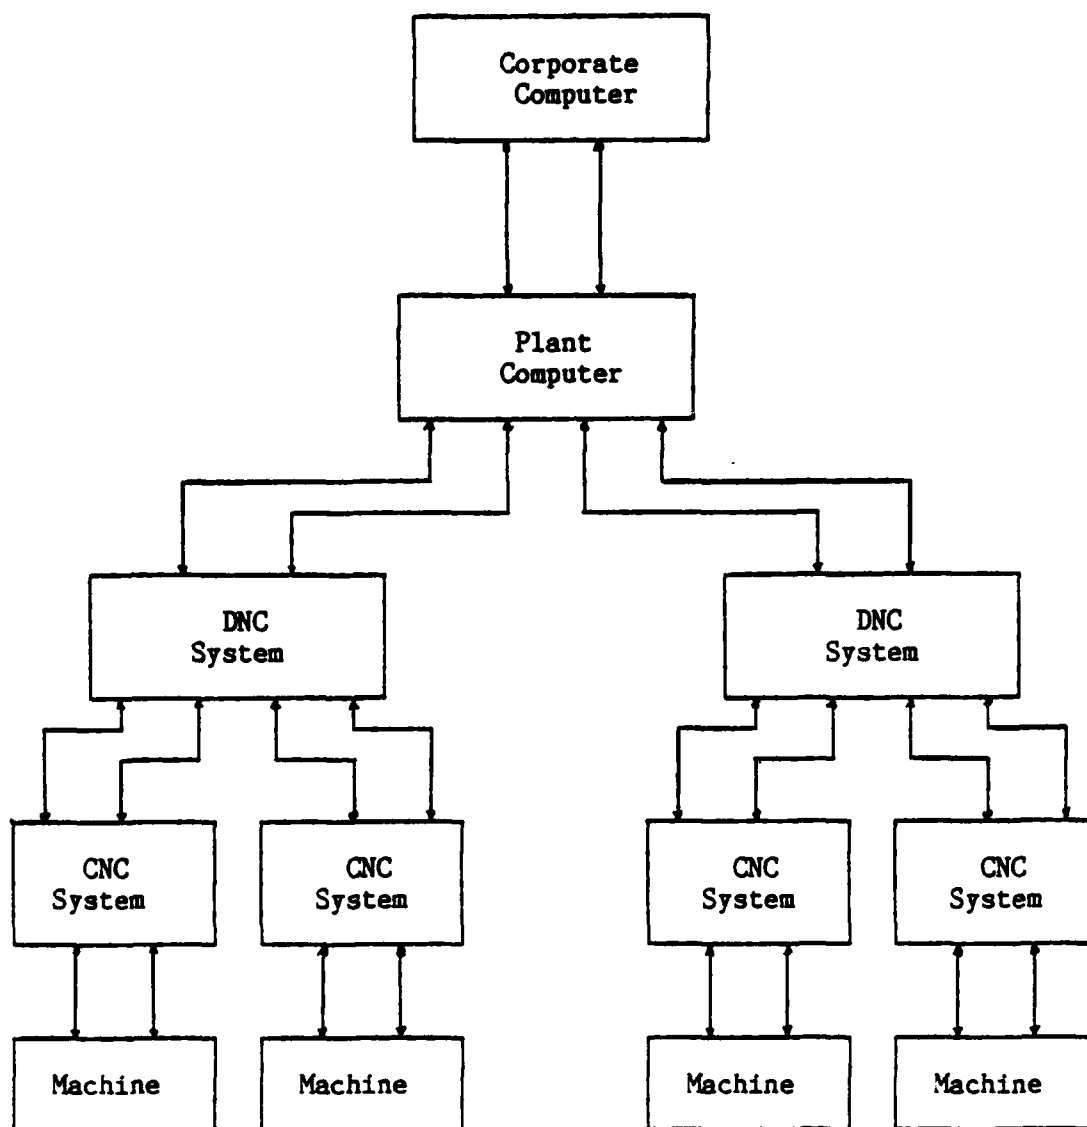 Corporate
Computer
Plant
Computer
DNC
System
DNC
System
CNC
System
CNC
System
CNC
System
CNC
System
Machine
Machine
Machine
Machine